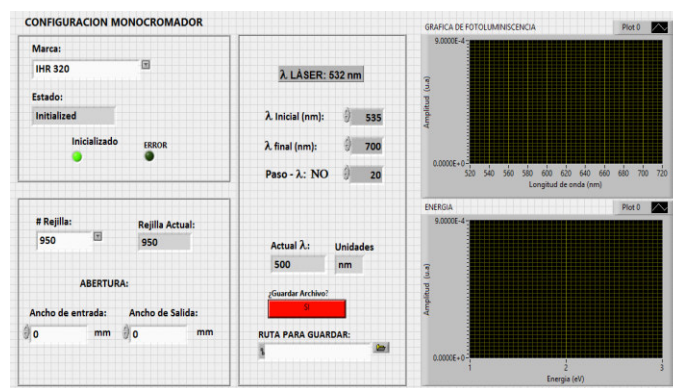 CONFIGURACION MONOCROMADOR
Marca:
IHR 320
Estado:
Initialized
Inicializado
ERROR
# Rejilla:
950
Rejilla Actual:
950
ABERTURA:
Ancho de entrada:
0 mm
Ancho de Salida:
0 mm
λ LÁSER: 532 nm
λ Inicial (nm): 535
λ final (nm): 700
Paso - λ: NO 20
Actual λ:
500
Unidades
nm
¿Guardar Archivo?
SI
RUTA PARA GUARDAR:
GRAFICA DE FOTOLUMINISCENCIA
Plot 0
9.0000E-4
Amplitud (u.a)
0.0000E+0
520 540 560 580 600 620 640 660 680 700 720
Longitud de onda (nm)
ENERGIA
Plot 0
9.0000E-4
Amplitud (u.a)
0.0000E+0
1 2 3
Energia (eV)